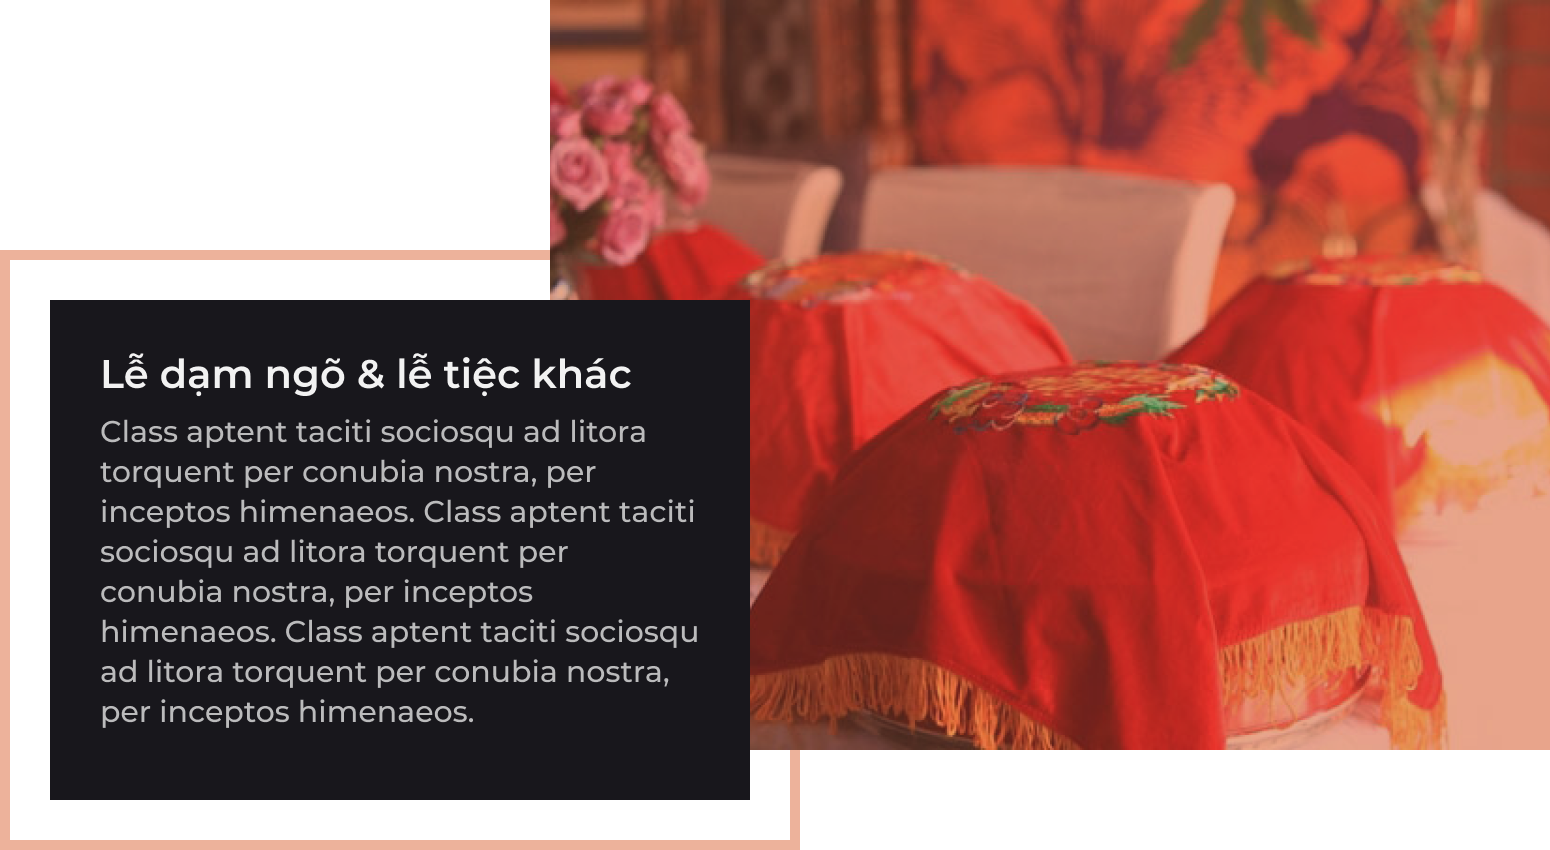 Lễ dạm ngõ & lễ tiệc khác
Class aptent taciti sociosqu ad litora
torquent per conubia nostra, per
inceptos himenaeos. Class aptent taciti
sociosqu ad litora torquent per
conubia nostra, per inceptos
himenaeos. Class aptent taciti sociosqu
ad litora torquent per conubia nostra,
per inceptos himenaeos.